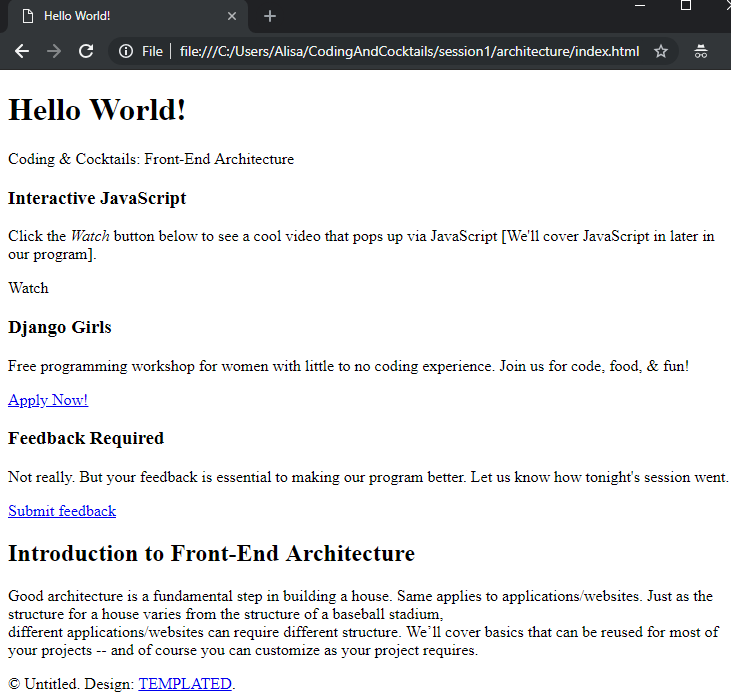 Hello World!
File
file:///C:/Users/Alisa/CodingAndCocktails/session1/architecture/index.html
Hello World!
Coding & Cocktails: Front-End Architecture
Interactive JavaScript
Click the Watch button below to see a cool video that pops up via JavaScript [We'll cover JavaScript in later in
our program].
Watch
Django Girls
Free programming workshop for women with little to no coding experience. Join us for code, food, & fun!
Apply Now!
Feedback Required
Not really. But your feedback is essential to making our program better. Let us know how tonight's session went.
Submit feedback
Introduction to Front-End Architecture
Good architecture is a fundamental step in building a house. Same applies to applications/websites. Just as the
structure for a house varies from the structure of a baseball stadium,
different applications/websites can require different structure. We’ll cover basics that can be reused for most of
your projects -- and of course you can customize as your project requires.
© Untitled. Design: TEMPLATED.